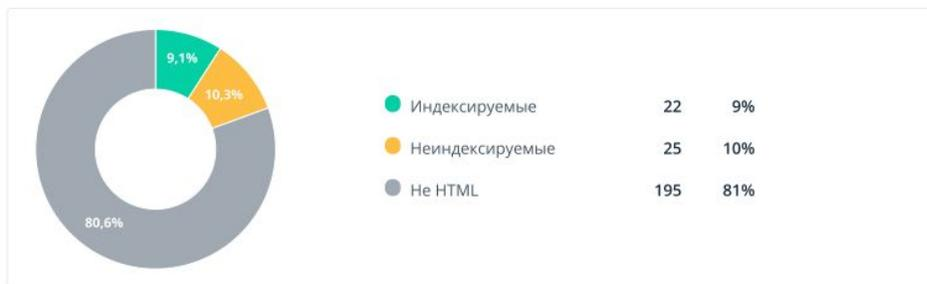 9,1%
10,3%
80,6%
Индексируемые 22 9%
Неиндексируемые 25 10%
Не HTML 195 81%